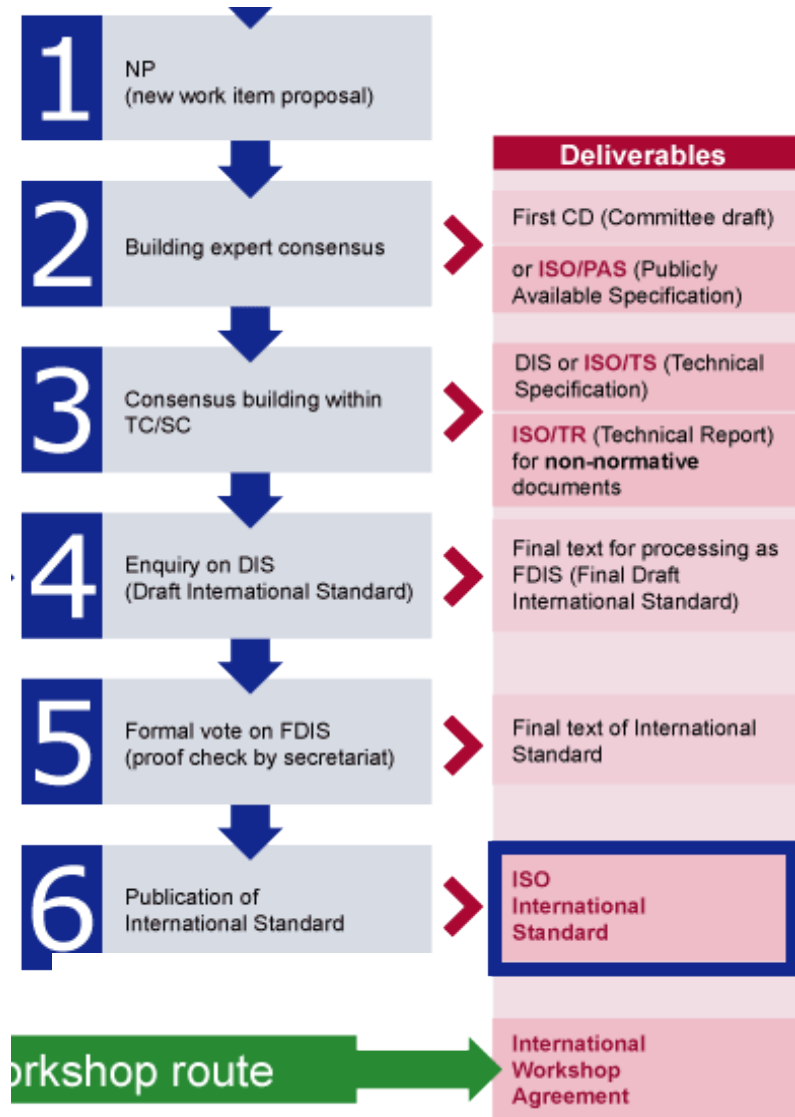 1
NP
(new work item proposal)
Deliverables
2
Building expert consensus
First CD (Committee draft)
or ISO/PAS (Publicly
Available Specification)
3
Consensus building within
TC/SC
DIS or ISO/TS (Technical
Specification)
ISO/TR (Technical Report)
for non-normative
documents
4
Enquiry on DIS
(Draft International Standard)
Final text for processing as
FDIS (Final Draft
International Standard)
5
Formal vote on FDIS
(proof check by secretariat)
Final text of International
Standard
6
Publication of
International Standard
ISO
International
Standard
orkshop route
International
Workshop
Agreement